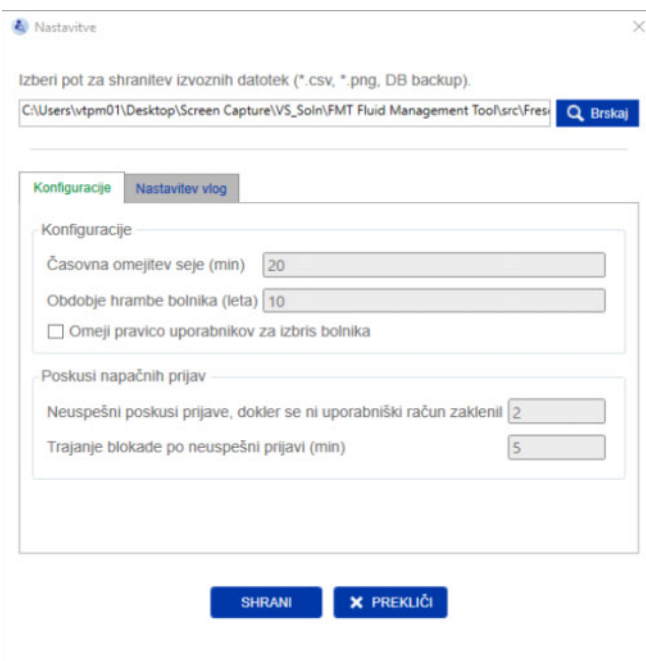 Nastavitve
Izberi pot za shranitev izvoznih datotek (*.csv, *.png, DB backup).
C:\Users\vtpm01\Desktop\Screen Capture\VS_Soln\FMT Fluid Management Tool\src\Fres
Brskaj
Konfiguracije Nastavitev vlog
Konfiguracije
Časovna omejitev seje (min) 20
Obdobje hrambe bolnika (leta) 10
Omeji pravico uporabnikov za izbris bolnika
Poskusi napačnih prijav
Neuspešni poskusi prijave, dokler se ni uporabniški račun zaklenil 2
Trajanje blokade po neuspešni prijavi (min) 5
SHRANI PREKLIČI